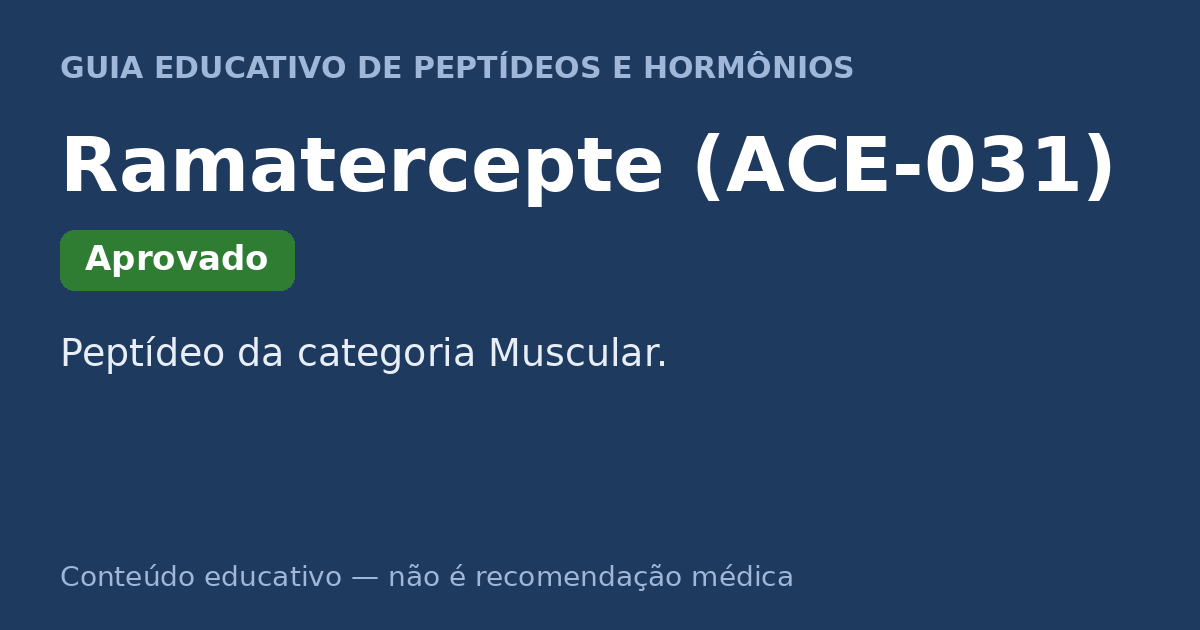 GUIA EDUCATIVO DE PEPTÍDEOS E HORMÔNIOS
Ramatercepte (ACE-031)
Aprovado
Peptídeo da categoria Muscular.
Conteúdo educativo — não é recomendação médica